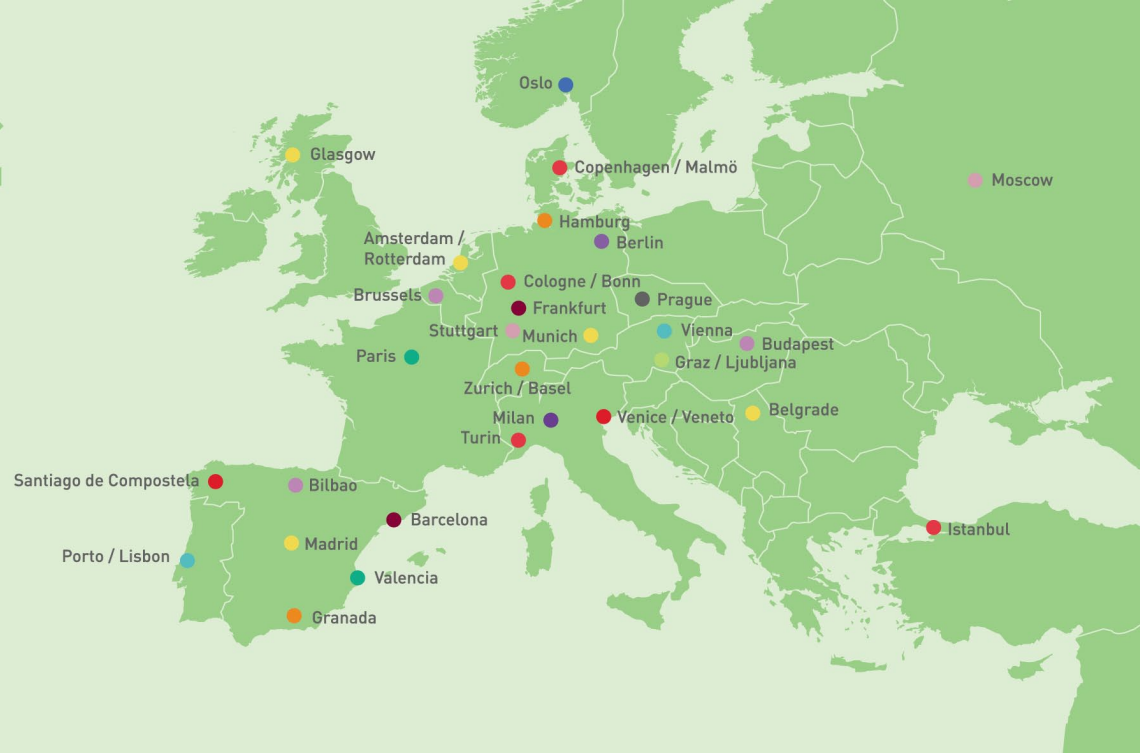 Oslo
Glasgow
Copenhagen / Malmö
Moscow
Hamburg
Amsterdam /
Rotterdam
Berlin
Cologne / Bonn
Brussels
Prague
Frankfurt
Stuttgart
Munich
Vienna
Budapest
Paris
Graz / Ljubljana
Zurich / Basel
Belgrade
Milan
Venice / Veneto
Turin
Santiago de Compostela
Bilbao
Barcelona
Istanbul
Madrid
Porto / Lisbon
Valencia
Granada